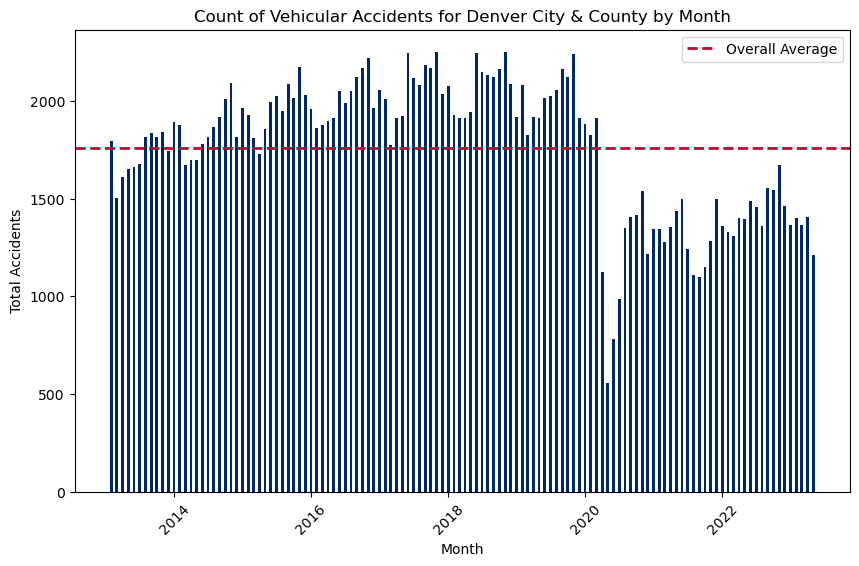 Count of Vehicular Accidents for Denver City & County by Month
Overall Average
Total Accidents
2000
1500
1000
500
0
2014
2016
2018
2020
2022
Month